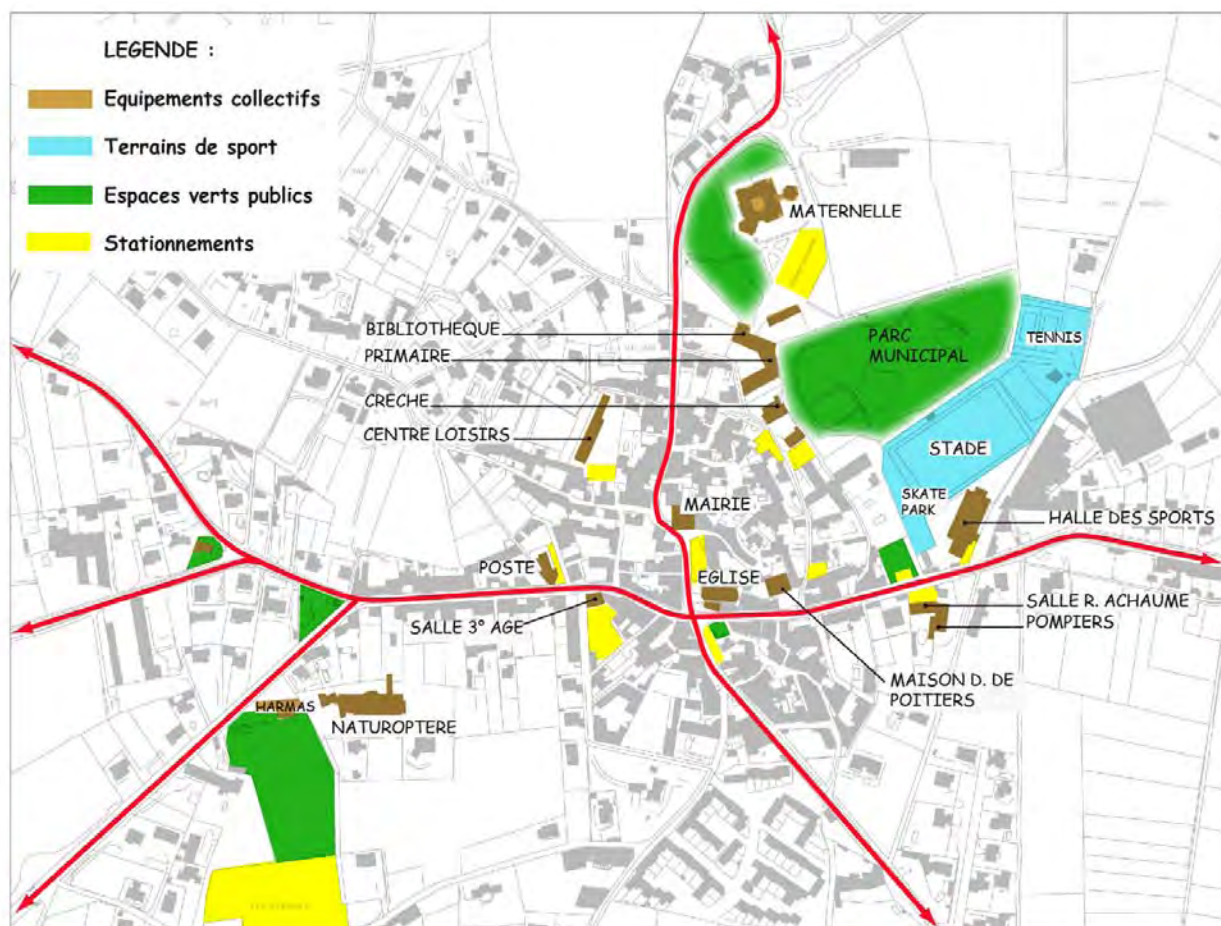 LEGENDE :
Equipements collectifs
Terrains de sport
Espaces verts publics
Stationnements
MATERNELLE
BIBLIOTHEQUE
PRIMAIRE
PARC
MUNICIPAL
TENNIS
CRECHE
CENTRE LOISIRS
STADE
SKATE
PARK
MAIRIE
HALLE DES SPORTS
POSTE
EGLISE
SALLE 3° AGE
SALLE R. ACHAUME
POMPIERS
MAISON D. DE
POITIERS
HARMAS
NATUROPTERE